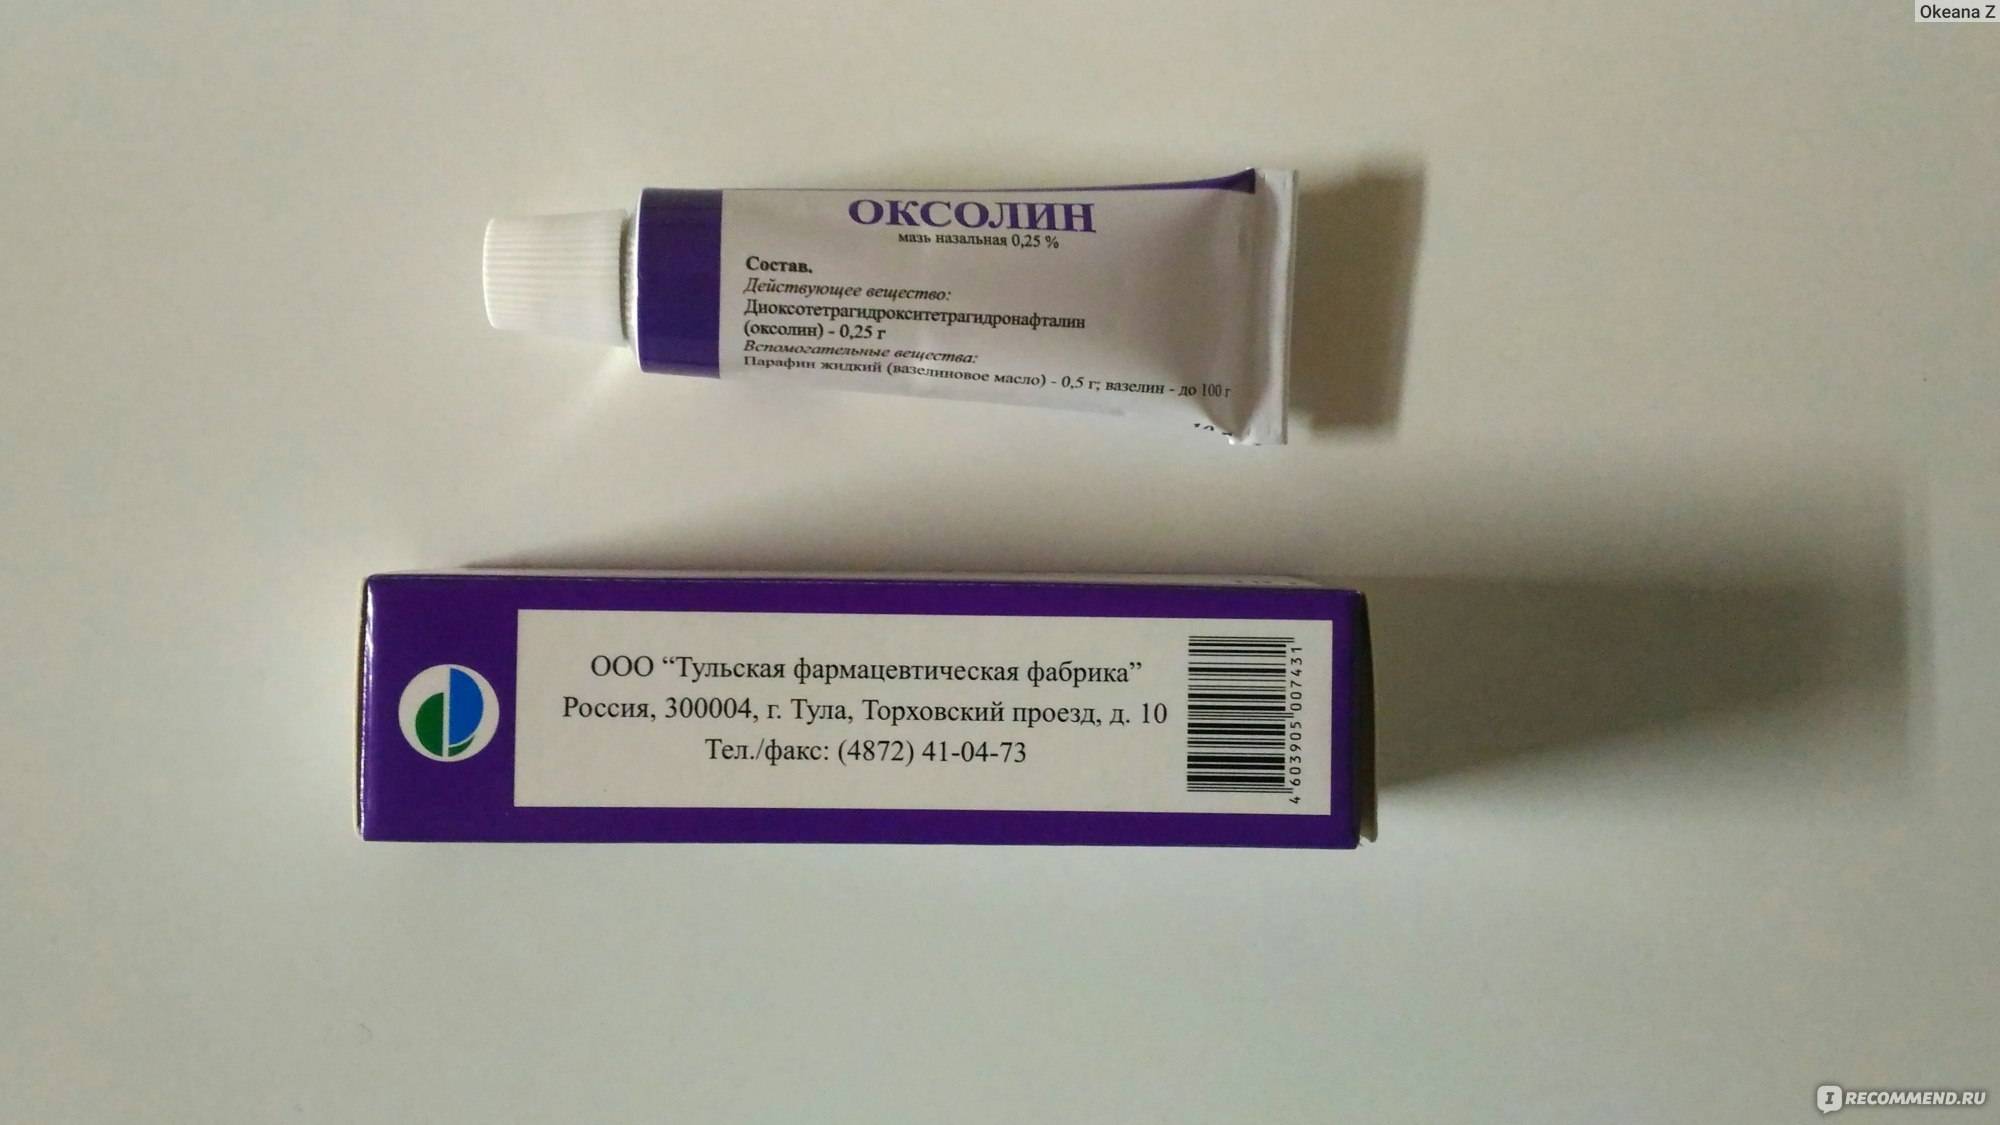 Okeana Z
ОКСОЛИН
мазь назальная 0,25 %
Состав.
Действующее вещество:
Диоксотетрагидрокситетрагидронафталин
(оксолин) - 0,25 г
Вспомогательные вещества:
Парафин жидкий (вазелиновое масло) - 0,5 г; вазелин - до 100 г
ООО “Тульская фармацевтическая фабрика”
Россия, 300004, г. Тула, Торховский проезд, д. 10
Тел./факс: (4872) 41-04-73
4 603905 007431
I RECOMMEND.RU